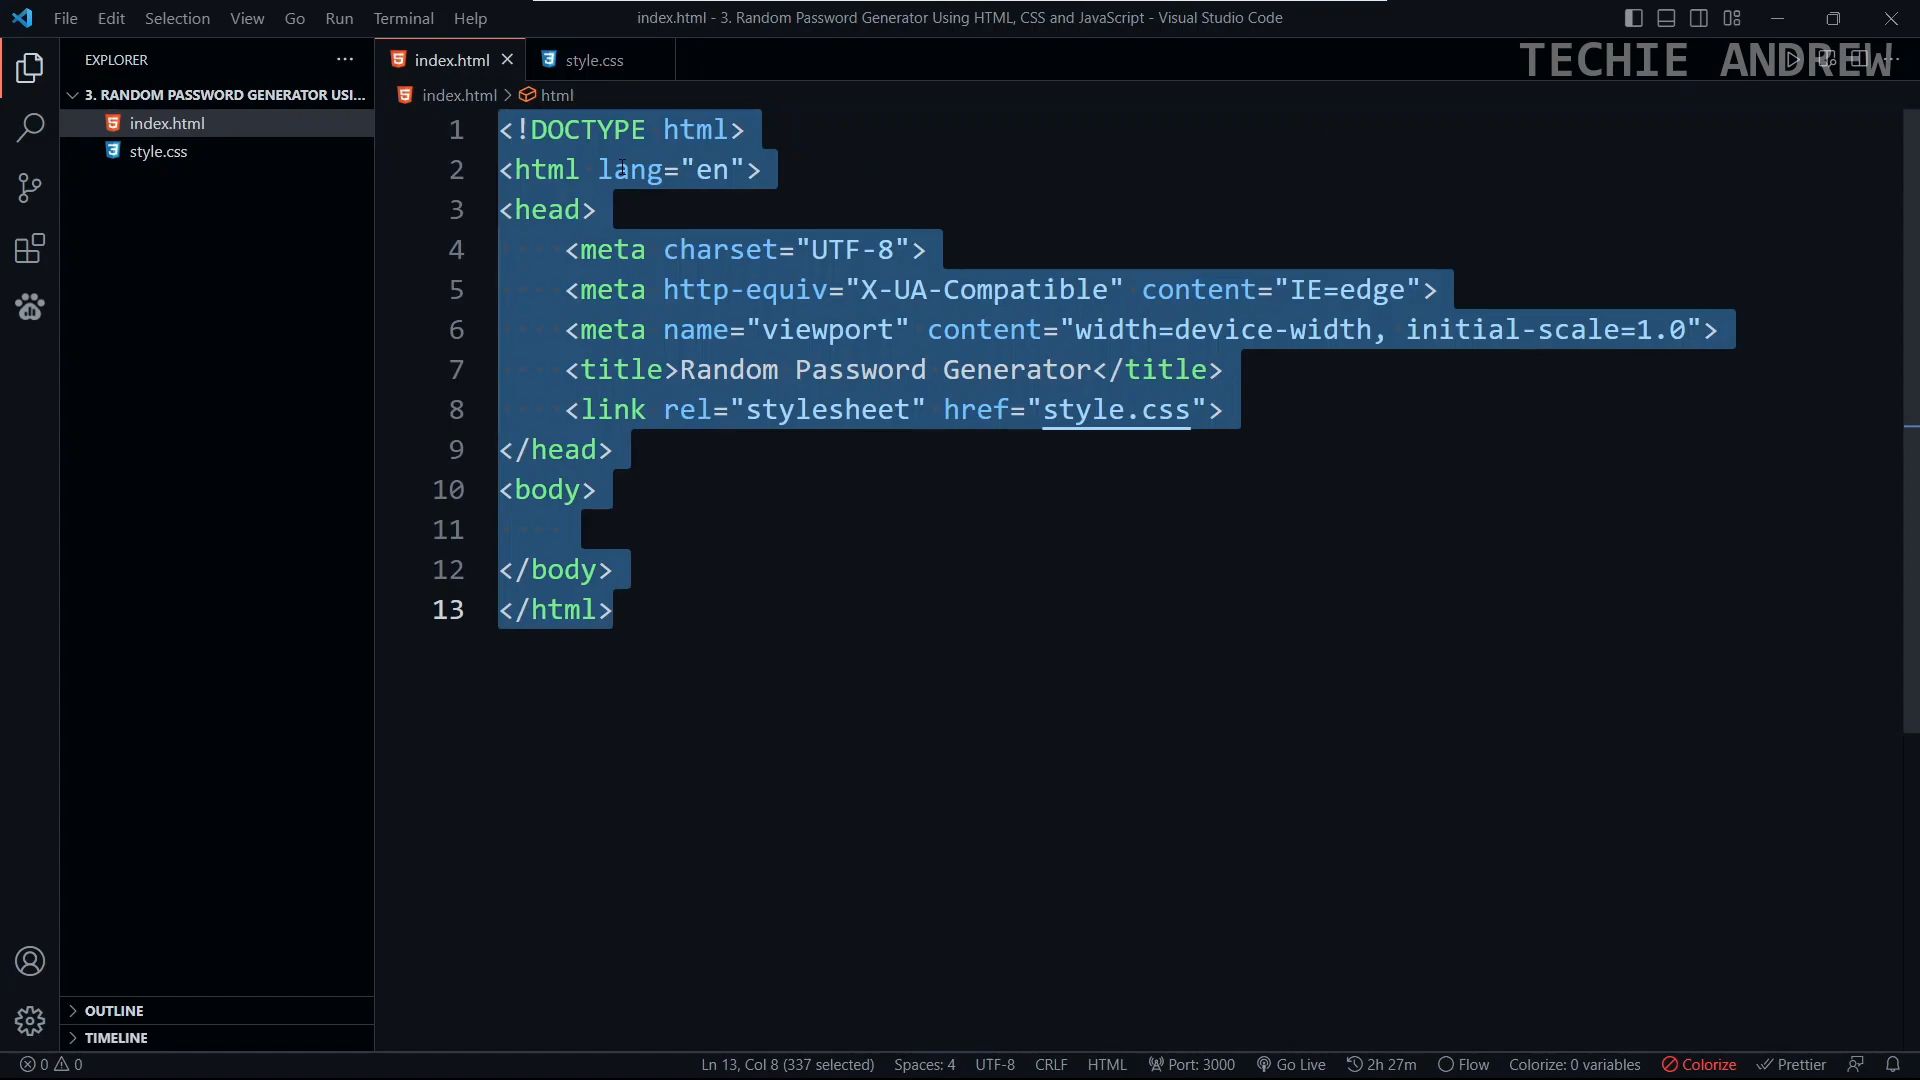 File Edit Selection View Go Run Terminal Help index.html - 3. Random Password Generator Using HTML, CSS and JavaScript - Visual Studio Code
TECHIE ANDREW
EXPLORER
index.html
style.css
3. RANDOM PASSWORD GENERATOR USI...
index.html > html
index.html
style.css
1 <!DOCTYPE html>
2 <html lang="en">
3 <head>
4     <meta charset="UTF-8">
5     <meta http-equiv="X-UA-Compatible" content="IE=edge">
6     <meta name="viewport" content="width=device-width, initial-scale=1.0">
7     <title>Random Password Generator</title>
8     <link rel="stylesheet" href="style.css">
9 </head>
10 <body>
11
12 </body>
13 </html>
OUTLINE
TIMELINE
0 0 Ln 13, Col 8 (337 selected) Spaces: 4 UTF-8 CRLF HTML Port: 3000 Go Live 2h 27m Flow Colorize: 0 variables Colorize Prettier